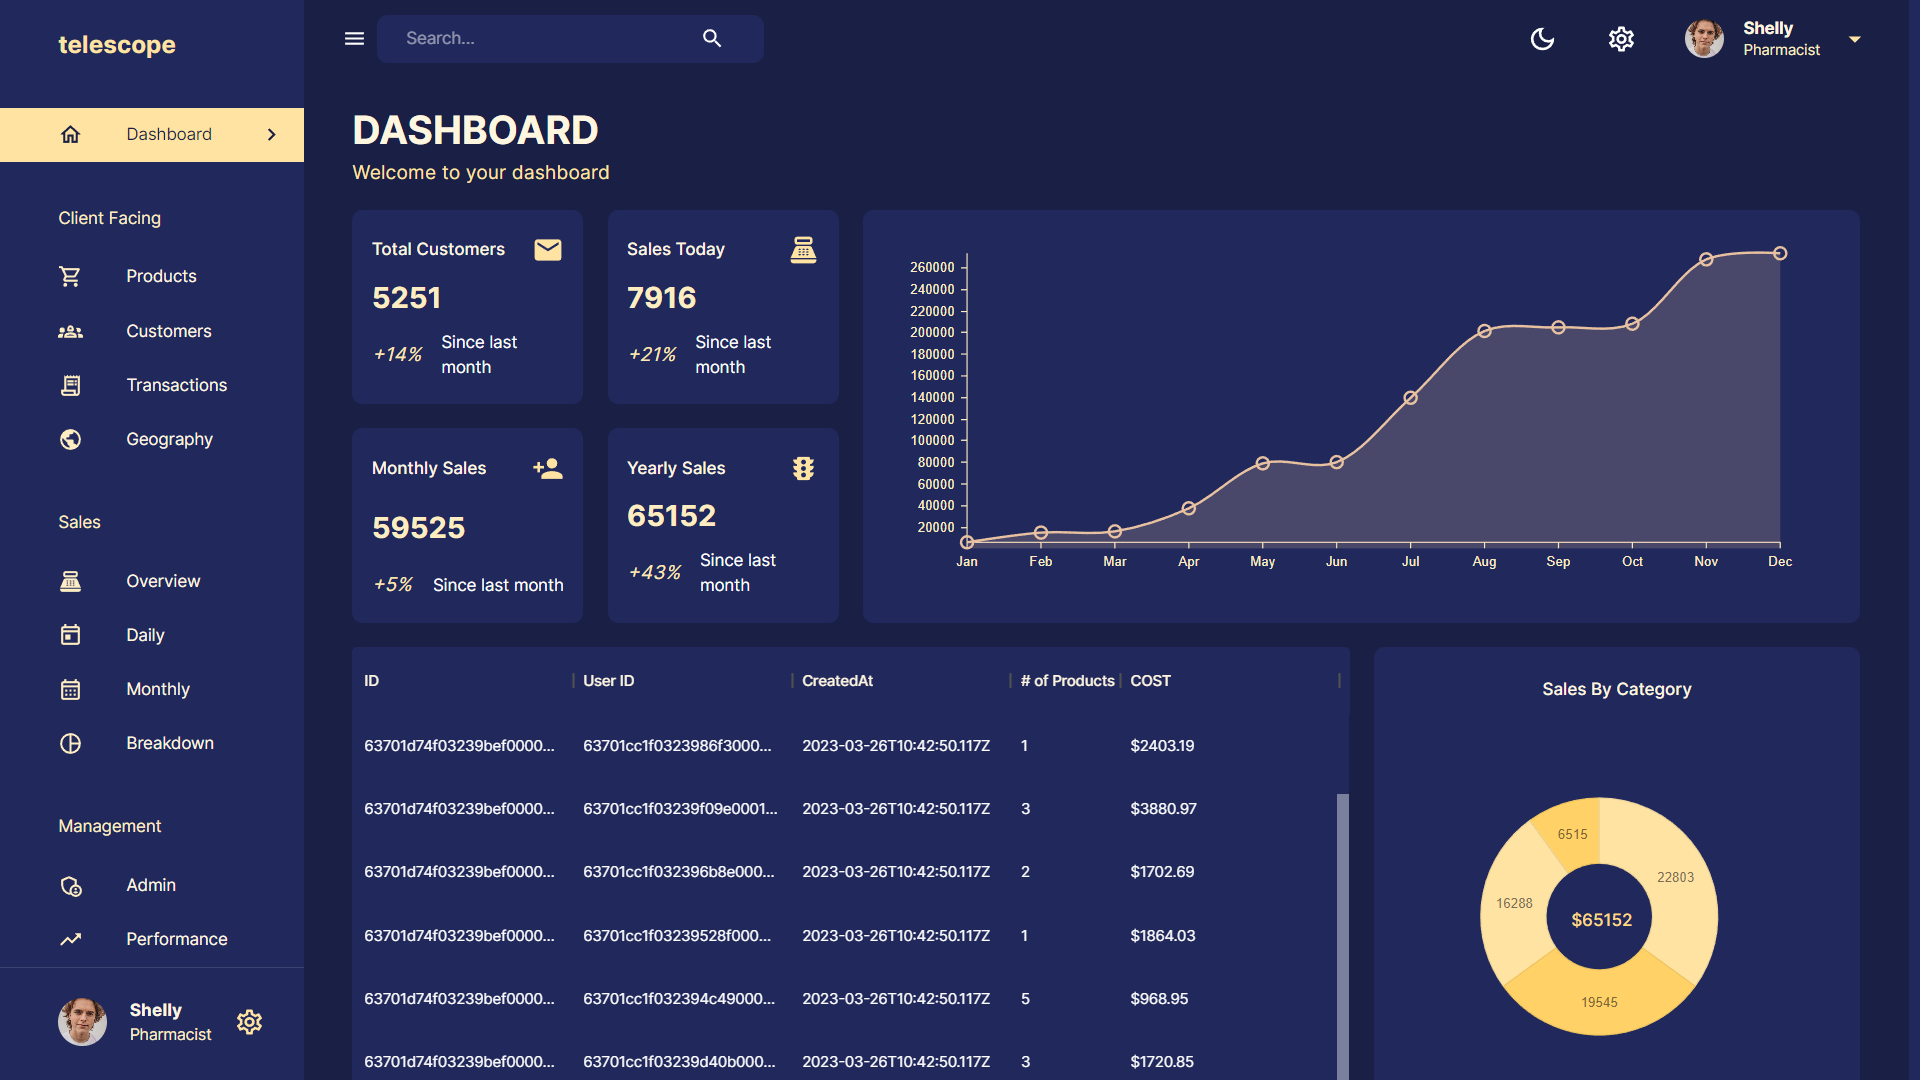 telescope
Search...
Shelly
Pharmacist
Dashboard
Client Facing
Products
Customers
Transactions
Geography
Sales
Overview
Daily
Monthly
Breakdown
Management
Admin
Performance
Shelly
Pharmacist
DASHBOARD
Welcome to your dashboard
Total Customers
5251
+14% Since last
month
Sales Today
7916
+21% Since last
month
Monthly Sales
59525
+5% Since last month
Yearly Sales
65152
+43% Since last
month
260000
240000
220000
200000
180000
160000
140000
120000
100000
80000
60000
40000
20000
Jan Feb Mar Apr May Jun Jul Aug Sep Oct Nov Dec
ID User ID CreatedAt # of Products COST
63701d74f03239bef0000... 63701cc1f0323986f3000... 2023-03-26T10:42:50.117Z 1 $2403.19
63701d74f03239bef0000... 63701cc1f03239f09e0001... 2023-03-26T10:42:50.117Z 3 $3880.97
63701d74f03239bef0000... 63701cc1f032396b8e000... 2023-03-26T10:42:50.117Z 2 $1702.69
63701d74f03239bef0000... 63701cc1f03239528f000... 2023-03-26T10:42:50.117Z 1 $1864.03
63701d74f03239bef0000... 63701cc1f032394c49000... 2023-03-26T10:42:50.117Z 5 $968.95
63701d74f03239bef0000... 63701cc1f03239d40b000... 2023-03-26T10:42:50.117Z 3 $1720.85
Sales By Category
6515
22803
16288
$65152
19545